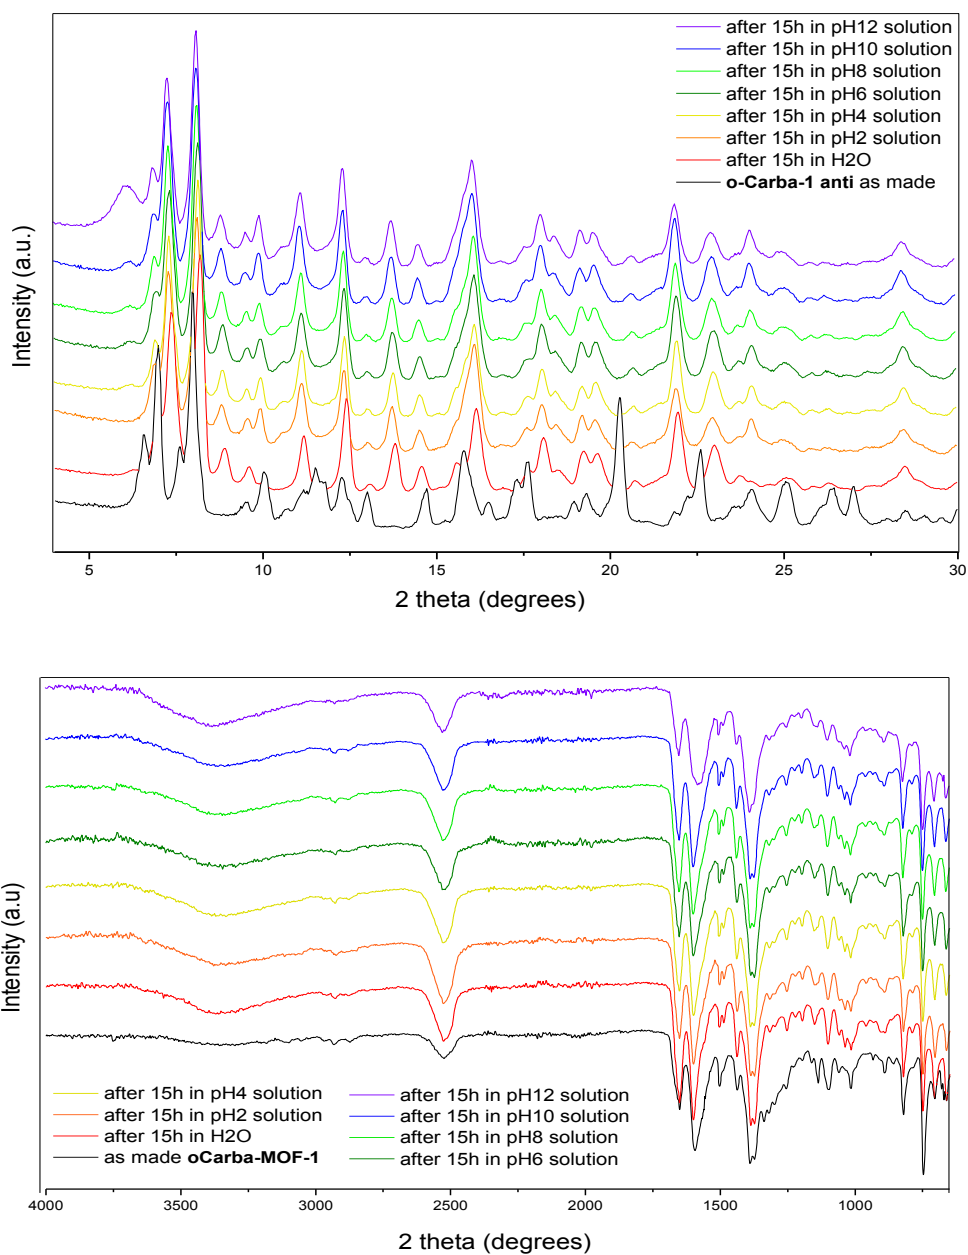 after 15h in pH12 solution
after 15h in pH10 solution
after 15h in pH8 solution
after 15h in pH6 solution
after 15h in pH4 solution
after 15h in pH2 solution
after 15h in H2O
o-Carba-1 anti as made
Intensity (a.u.)
5 10 15 20 25 30
2 theta (degrees)
Intensity (a.u)
after 15h in pH4 solution
after 15h in pH2 solution
after 15h in H2O
as made oCarba-MOF-1
after 15h in pH12 solution
after 15h in pH10 solution
after 15h in pH8 solution
after 15h in pH6 solution
4000 3500 3000 2500 2000 1500 1000
2 theta (degrees)